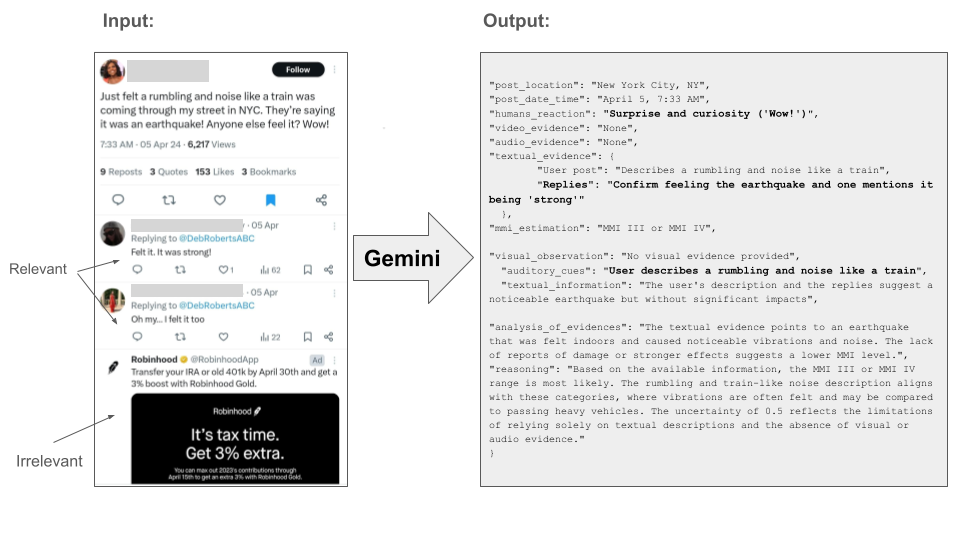 Input:
Output:
Follow
Just felt a rumbling and noise like a train was
coming through my street in NYC. They're saying
it was an earthquake! Anyone else feel it? Wow!
7:33 AM · 05 Apr 24 · 6,217 Views
9 Reposts 3 Quotes 153 Likes 3 Bookmarks
· 05 Apr
Replying to @DebRobertsABC
Felt it. It was strong!
1 62
· 05 Apr
Replying to @DebRobertsABC
Oh my... I felt it too
22
Robinhood @RobinhoodApp Ad
Transfer your IRA or old 401k by April 30th and get a
3% boost with Robinhood Gold.
Robinhood
It's tax time.
Get 3% extra.
You can max out 2023's contributions through
April 15th to get an extra 3% with Robinhood Gold.
Relevant
Irrelevant
Gemini
"post_location": "New York City, NY",
"post_date_time": "April 5, 7:33 AM",
"humans_reaction": "Surprise and curiosity ('Wow!')",
"video_evidence": "None",
"audio_evidence": "None",
"textual_evidence": {
"User post": "Describes a rumbling and noise like a train",
"Replies": "Confirm feeling the earthquake and one mentions it
being 'strong'"
},
"mmi_estimation": "MMI III or MMI IV",
"visual_observation": "No visual evidence provided",
"auditory_cues": "User describes a rumbling and noise like a train",
"textual_information": "The user's description and the replies suggest a
noticeable earthquake but without significant impacts",
"analysis_of_evidences": "The textual evidence points to an earthquake
that was felt indoors and caused noticeable vibrations and noise. The lack
of reports of damage or stronger effects suggests a lower MMI level.",
"reasoning": "Based on the available information, the MMI III or MMI IV
range is most likely. The rumbling and train-like noise description aligns
with these categories, where vibrations are often felt and may be compared
to passing heavy vehicles. The uncertainty of 0.5 reflects the limitations
of relying solely on textual descriptions and the absence of visual or
audio evidence."
}